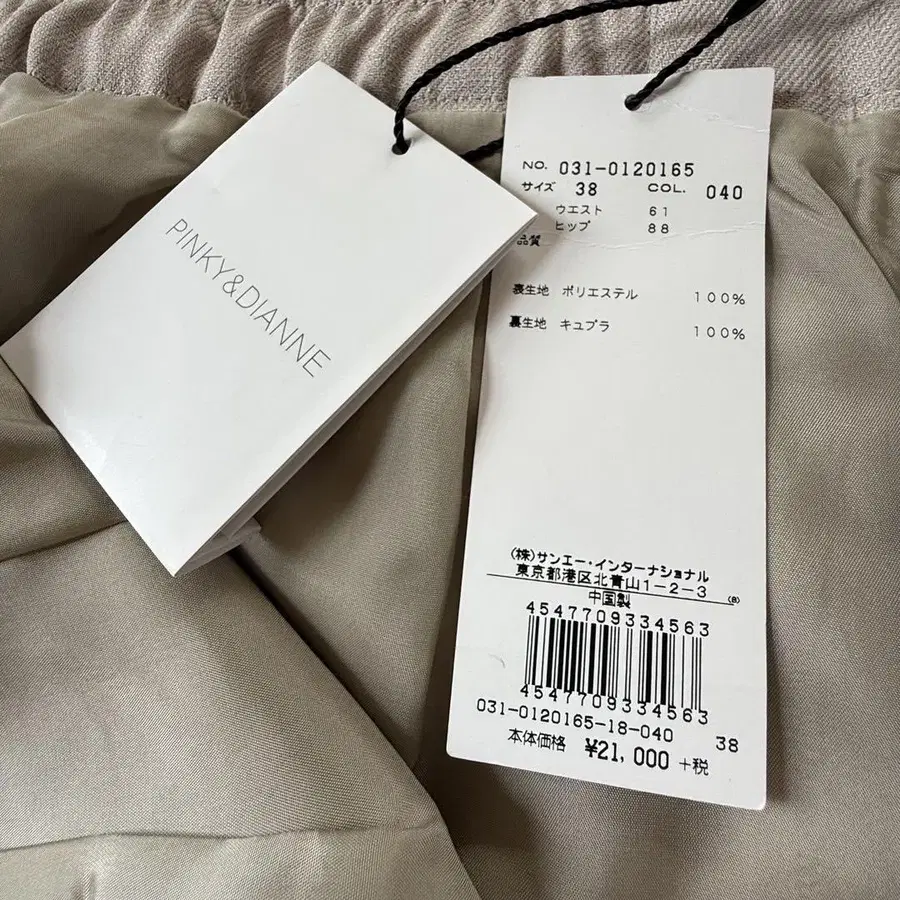 PINKY&DIANNE
NO. 031-0120165
サイズ 38 COL. 040
ウエスト 61
ヒップ 88
品質
裏生地 ポリエステル 100%
裏生地 キュプラ 100%
(株)サンエー・インターナショナル
東京都港区北青山1-2-3 (8)
中国製
4547709334563
4547709334563
031-0120165-18-040 38
本体価格 ¥21,000 +税